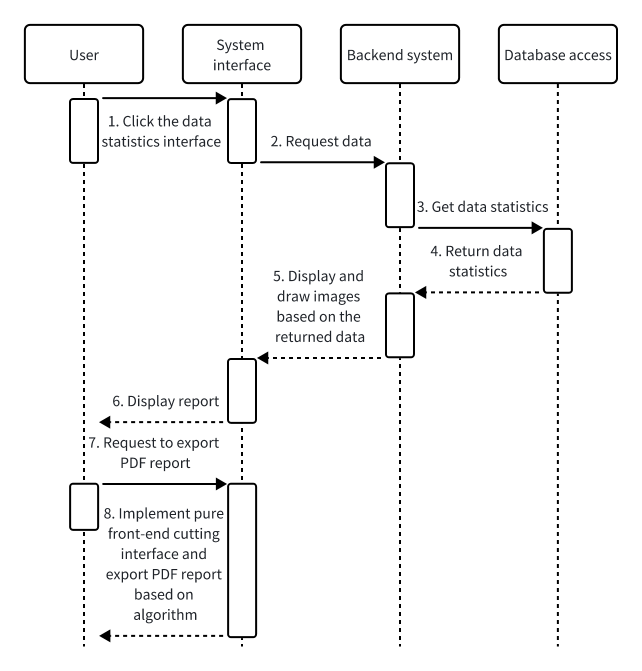 User
System
interface
Backend system
Database access
1. Click the data
statistics interface
2. Request data
3. Get data statistics
4. Return data
statistics
5. Display and
draw images
based on the
returned data
6. Display report
7. Request to export
PDF report
8. Implement pure
front-end cutting
interface and
export PDF report
based on
algorithm